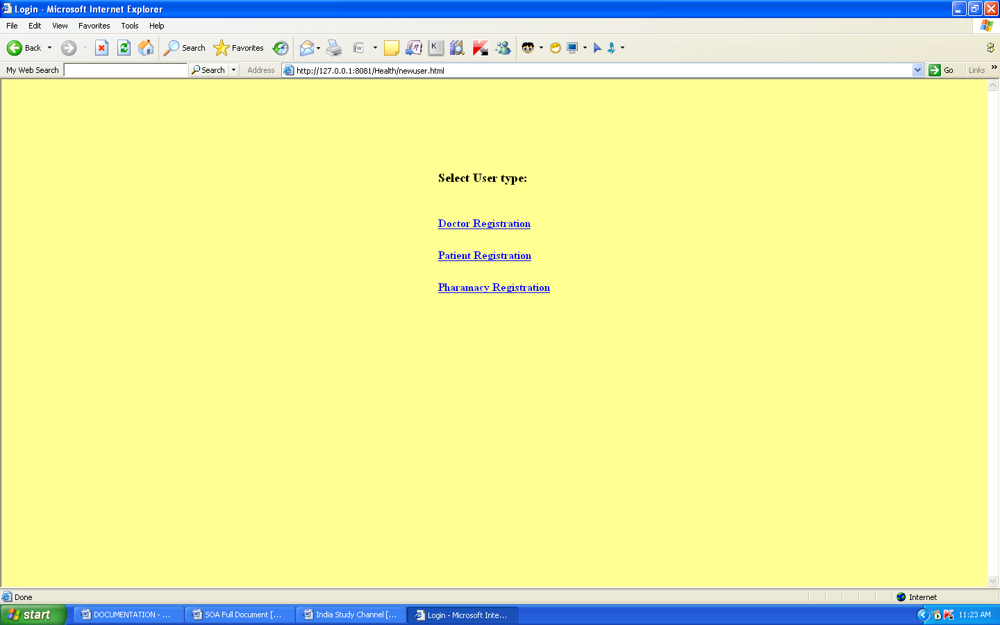 Login - Microsoft Internet Explorer
File Edit View Favorites Tools Help
Back Search Favorites
My Web Search Search Address http://127.0.0.1:8081/Health/newuser.html Go Links »
Select User type:
Doctor Registration
Patient Registration
Pharamacy Registration
Done Internet
start DOCUMENTATION - ... SOA Full Document [... India Study Channel [... Login - Microsoft Inte... 11:23 AM